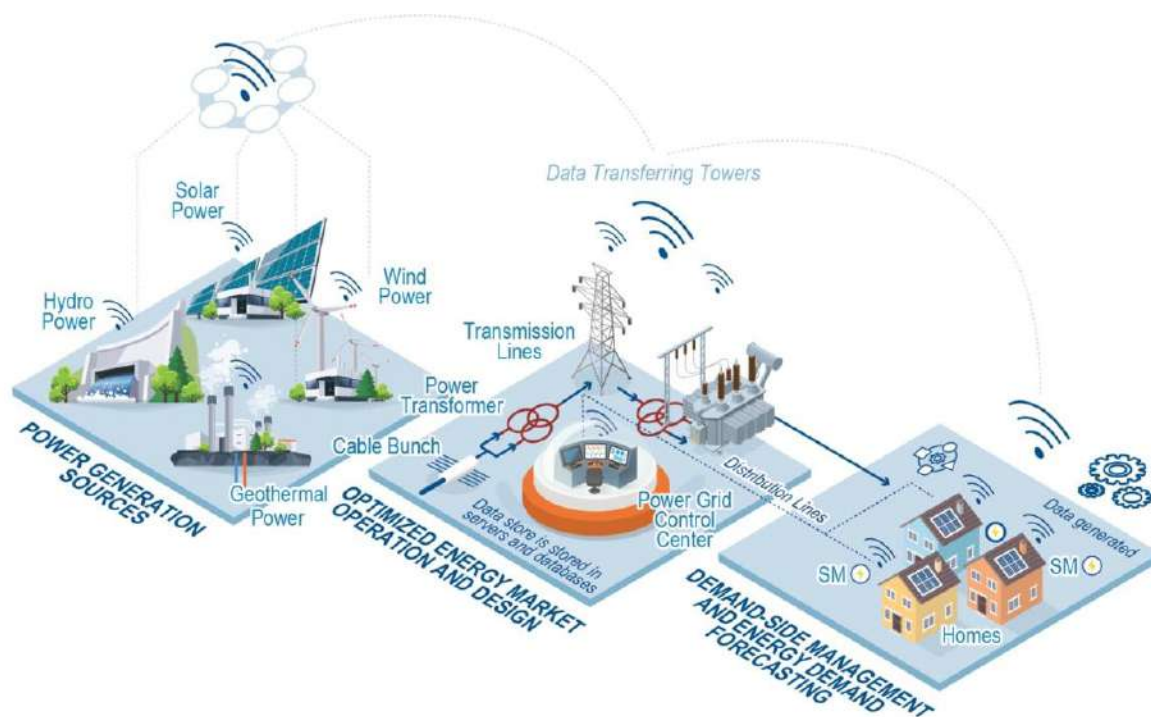 Data Transferring Towers
Solar
Power
Hydro
Power
Wind
Power
Geothermal
Power
POWER GENERATION
SOURCES
Transmission
Lines
Power
Transformer
Cable Bunch
Power Grid
Control
Center
Data store is stored in
servers and databases
OPTIMIZED ENERGY MARKET
OPERATION AND DESIGN
Distribution Lines
Data generated
SM
SM
Homes
DEMAND-SIDE MANAGEMENT
AND ENERGY DEMAND
FORECASTING